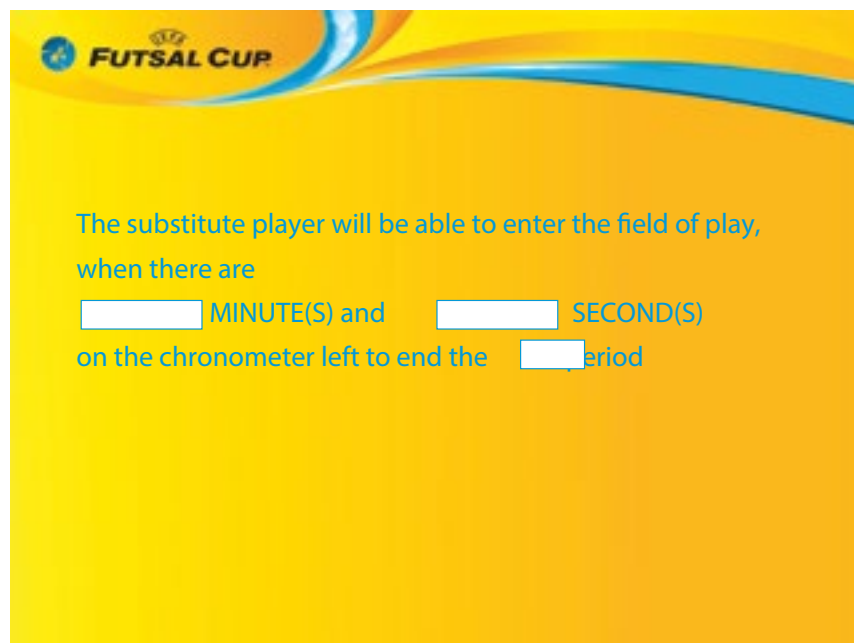 UEFA
FUTSAL CUP
The substitute player will be able to enter the field of play,
when there are
MINUTE(S) and SECOND(S)
on the chronometer left to end the eriod